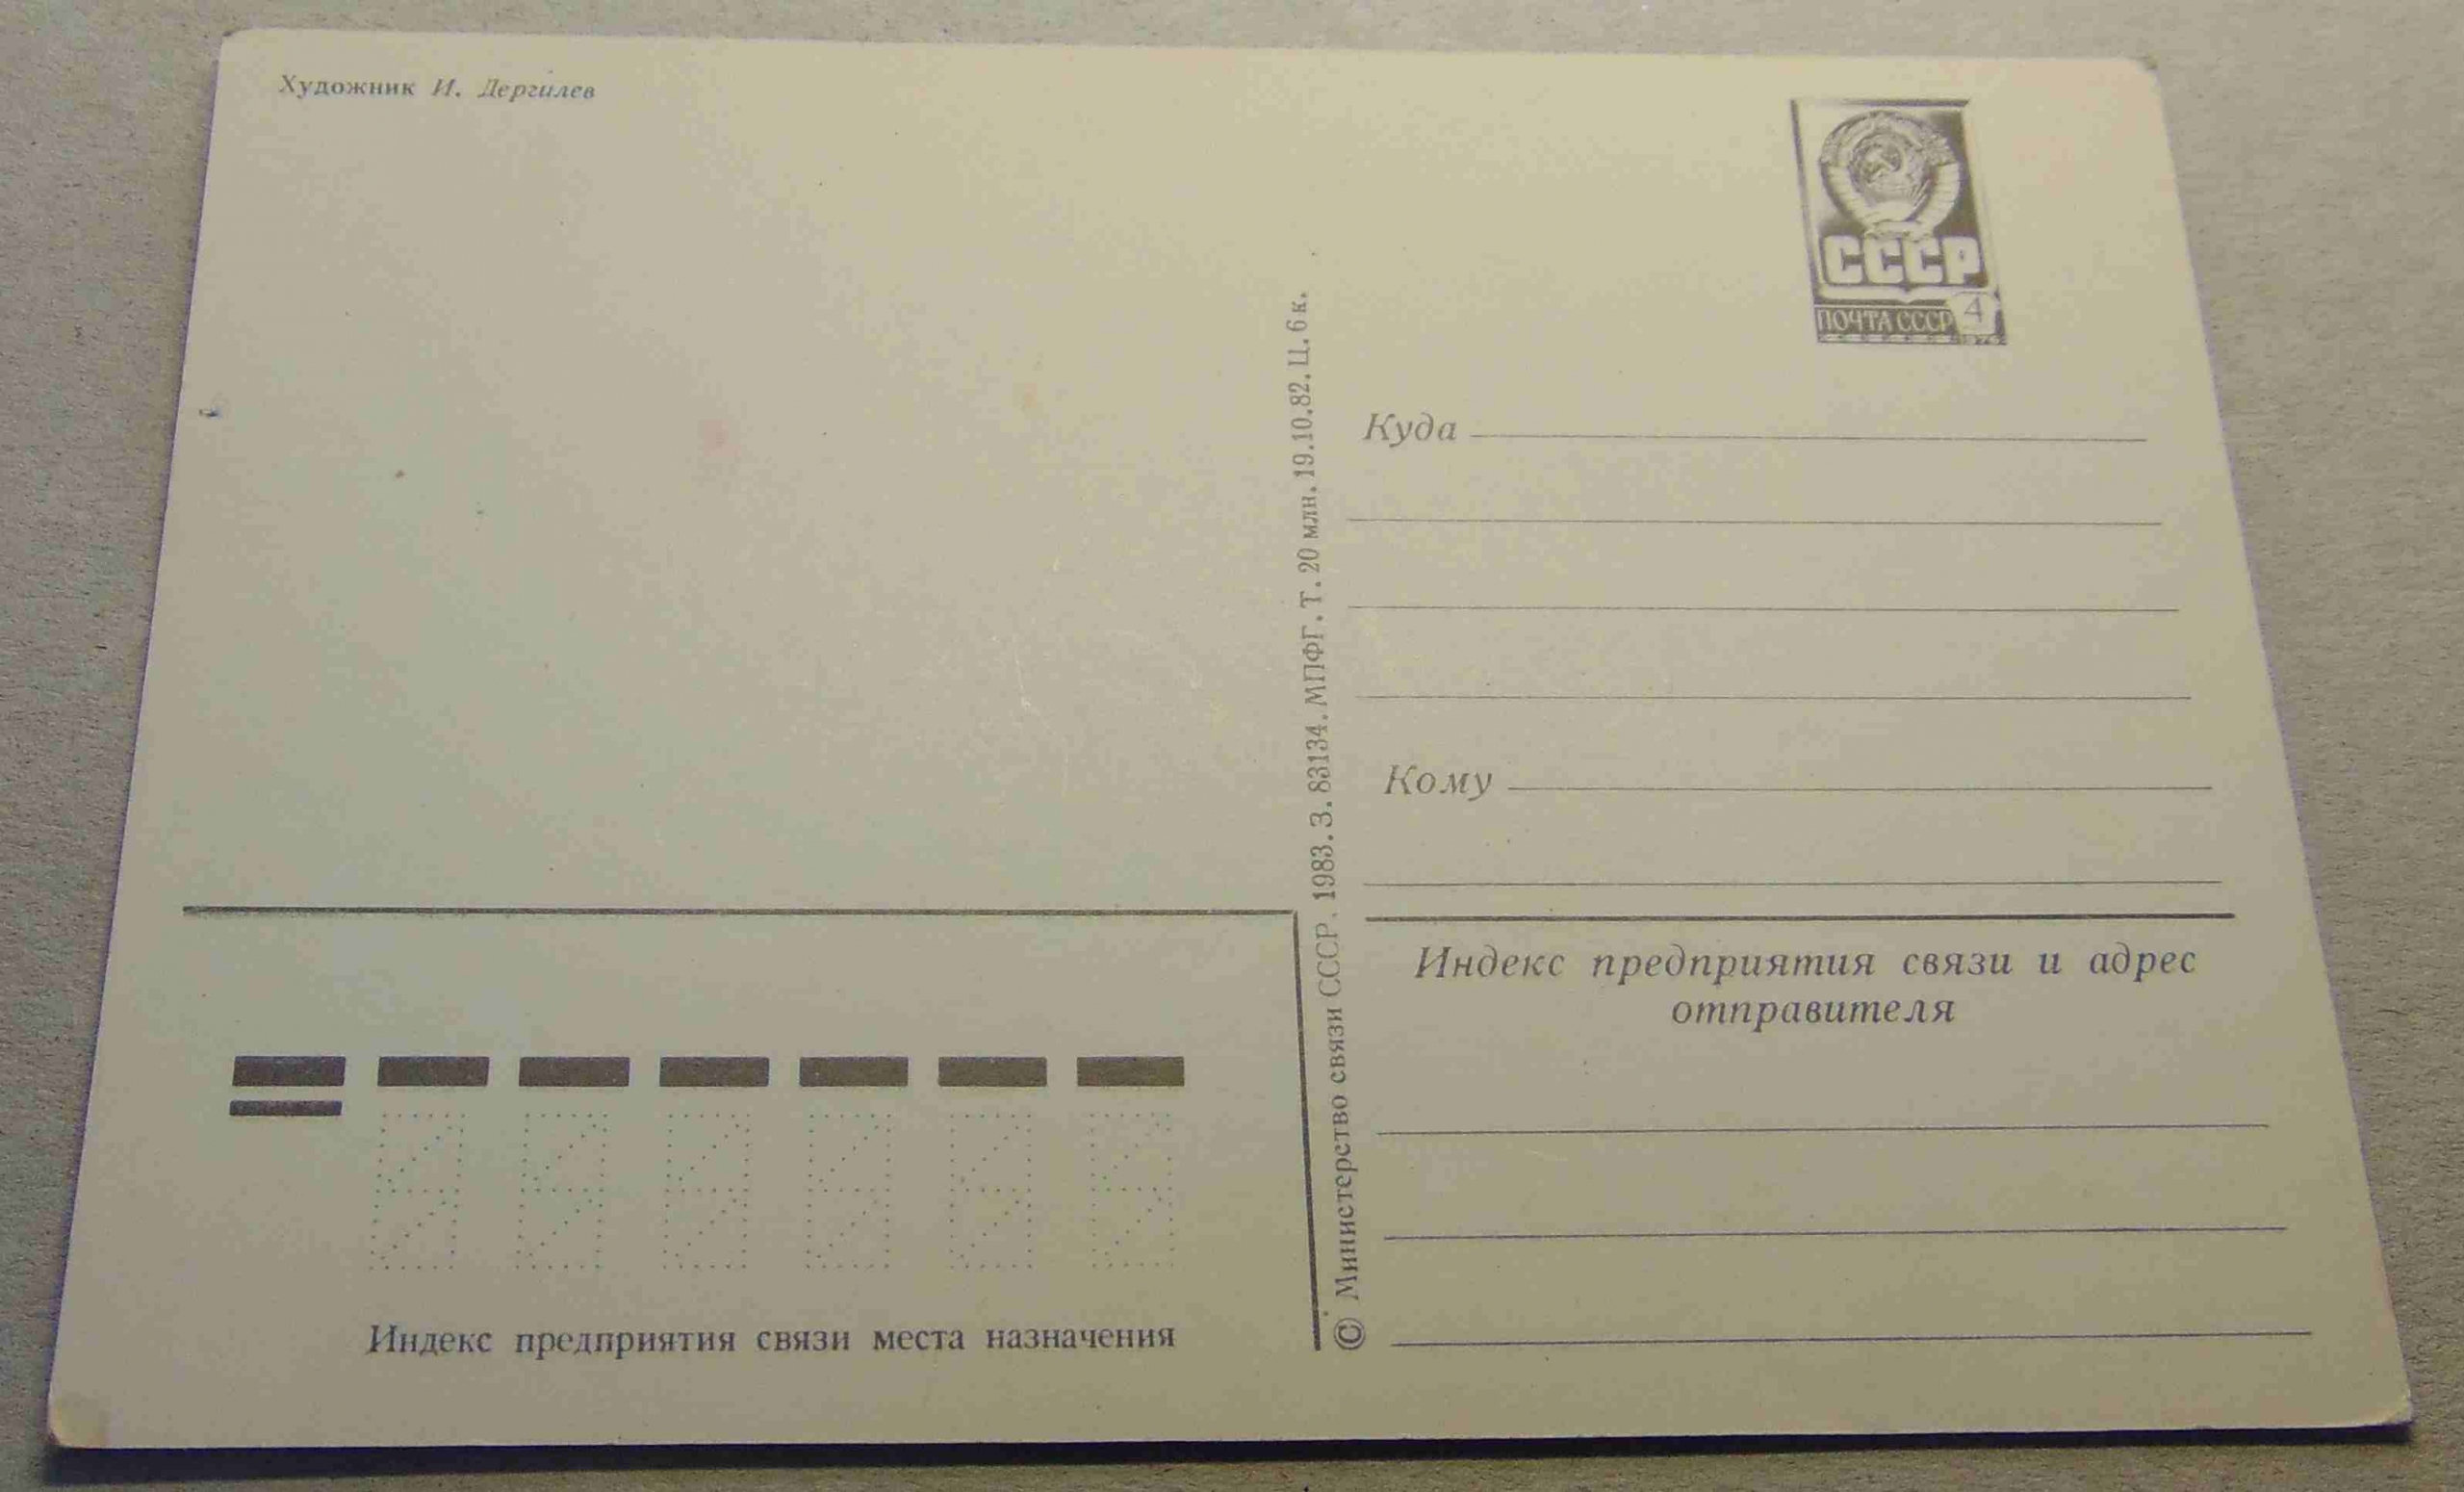 Художник И. Дергилев
СССР
ПОЧТА СССР 4
Куда
Кому
Индекс предприятия связи и адрес
отправителя
© Министерство связи СССР. 1983. З. 83134. МПФГ. Т. 20 млн. 19.10.82. Ц. 6 к.
Индекс предприятия связи места назначения